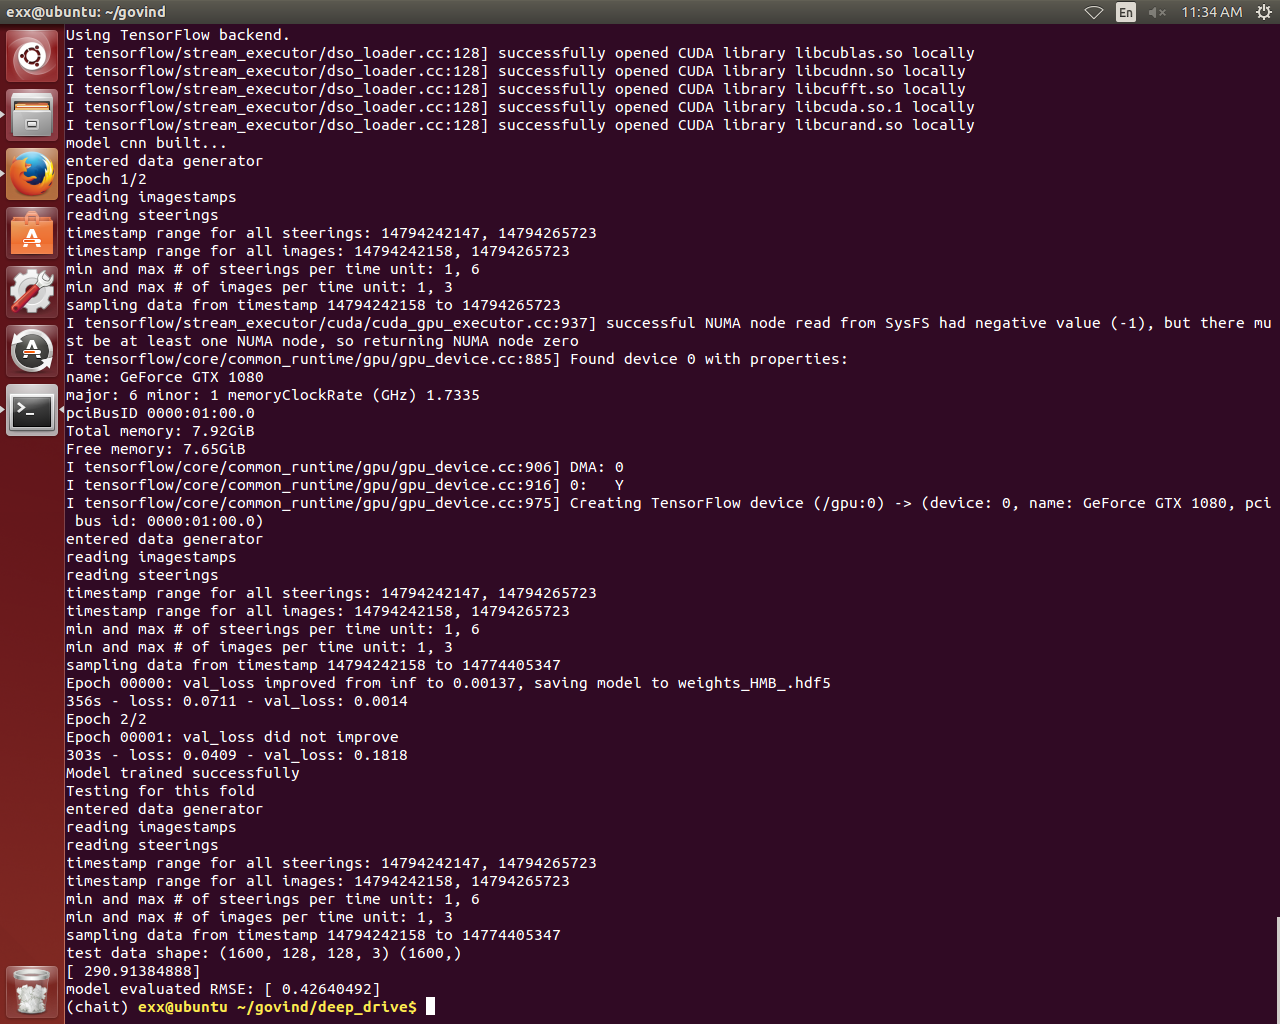 exx@ubuntu: ~/govind
En
11:34 AM
Using TensorFlow backend.
I tensorflow/stream_executor/dso_loader.cc:128] successfully opened CUDA library libcublas.so locally
I tensorflow/stream_executor/dso_loader.cc:128] successfully opened CUDA library libcudnn.so locally
I tensorflow/stream_executor/dso_loader.cc:128] successfully opened CUDA library libcufft.so locally
I tensorflow/stream_executor/dso_loader.cc:128] successfully opened CUDA library libcuda.so.1 locally
I tensorflow/stream_executor/dso_loader.cc:128] successfully opened CUDA library libcurand.so locally
model cnn built...
entered data generator
Epoch 1/2
reading imagestamps
reading steerings
timestamp range for all steerings: 14794242147, 14794265723
timestamp range for all images: 14794242158, 14794265723
min and max # of steerings per time unit: 1, 6
min and max # of images per time unit: 1, 3
sampling data from timestamp 14794242158 to 14794265723
I tensorflow/stream_executor/cuda/cuda_gpu_executor.cc:937] successful NUMA node read from SysFS had negative value (-1), but there mu
st be at least one NUMA node, so returning NUMA node zero
I tensorflow/core/common_runtime/gpu/gpu_device.cc:885] Found device 0 with properties:
name: GeForce GTX 1080
major: 6 minor: 1 memoryClockRate (GHz) 1.7335
pciBusID 0000:01:00.0
Total memory: 7.92GiB
Free memory: 7.65GiB
I tensorflow/core/common_runtime/gpu/gpu_device.cc:906] DMA: 0
I tensorflow/core/common_runtime/gpu/gpu_device.cc:916] 0:   Y
I tensorflow/core/common_runtime/gpu/gpu_device.cc:975] Creating TensorFlow device (/gpu:0) -> (device: 0, name: GeForce GTX 1080, pci
 bus id: 0000:01:00.0)
entered data generator
reading imagestamps
reading steerings
timestamp range for all steerings: 14794242147, 14794265723
timestamp range for all images: 14794242158, 14794265723
min and max # of steerings per time unit: 1, 6
min and max # of images per time unit: 1, 3
sampling data from timestamp 14794242158 to 14774405347
Epoch 00000: val_loss improved from inf to 0.00137, saving model to weights_HMB_.hdf5
356s - loss: 0.0711 - val_loss: 0.0014
Epoch 2/2
Epoch 00001: val_loss did not improve
303s - loss: 0.0409 - val_loss: 0.1818
Model trained successfully
Testing for this fold
entered data generator
reading imagestamps
reading steerings
timestamp range for all steerings: 14794242147, 14794265723
timestamp range for all images: 14794242158, 14794265723
min and max # of steerings per time unit: 1, 6
min and max # of images per time unit: 1, 3
sampling data from timestamp 14794242158 to 14774405347
test data shape: (1600, 128, 128, 3) (1600,)
[ 290.91384888]
model evaluated RMSE: [ 0.42640492]
(chait) exx@ubuntu ~/govind/deep_drive$